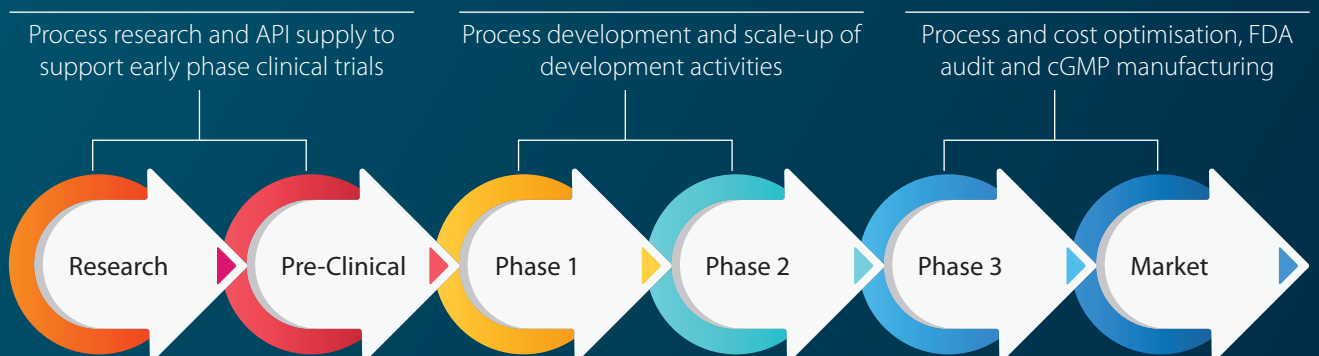 Process research and API supply to
support early phase clinical trials
Process development and scale-up of
development activities
Process and cost optimisation, FDA
audit and cGMP manufacturing
Research
Pre-Clinical
Phase 1
Phase 2
Phase 3
Market